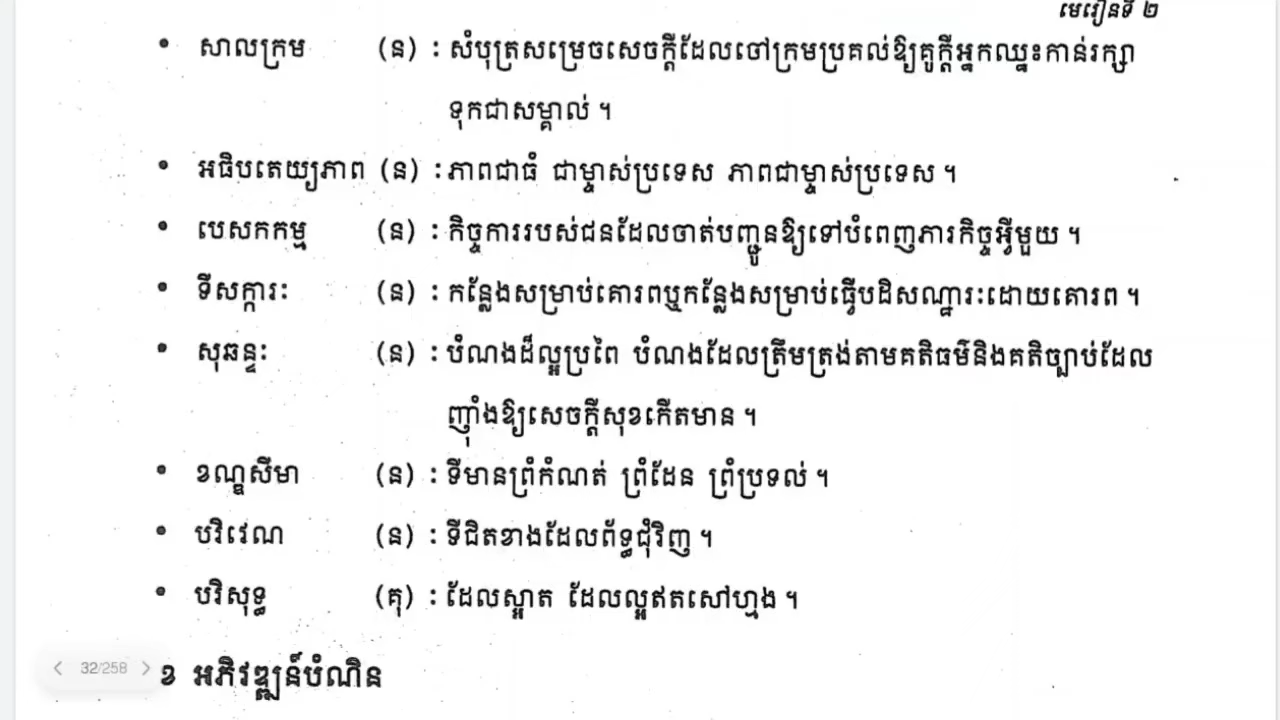 មេរៀនទី ២
• សាលក្រម (ន) : សំបុត្រសម្រេចសេចក្តីដែលចៅក្រមប្រគល់ឱ្យគូក្តីអ្នកឈ្នះកាន់រក្សា
ទុកជាសម្គាល់ ។
• អធិបតេយ្យភាព (ន) : ភាពជាធំ ជាម្ចាស់ប្រទេស ភាពជាម្ចាស់ប្រទេស ។
• បេសកកម្ម (ន) : កិច្ចការរបស់ជនដែលចាត់បញ្ជូនឱ្យទៅបំពេញភារកិច្ចអ្វីមួយ ។
• ទីសក្ការៈ (ន) : កន្លែងសម្រាប់គោរពឬកន្លែងសម្រាប់ធ្វើបដិសណ្ឋារៈដោយគោរព ។
• សុឆន្ទៈ (ន) : បំណងដ៏ល្អប្រពៃ បំណងដែលត្រឹមត្រង់តាមគតិធម៌និងគតិច្បាប់ដែល
ញ៉ាំងឱ្យសេចក្តីសុខកើតមាន ។
• ខណ្ឌសីមា (ន) : ទីមានព្រំកំណត់ ព្រំដែន ព្រំប្រទល់ ។
• បរិវេណ (ន) : ទីជិតខាងដែលព័ទ្ធជុំវិញ ។
• បរិសុទ្ធ (គុ) : ដែលស្អាត ដែលល្អឥតសៅហ្មង ។
< 32/258 >
ខ អភិវឌ្ឍន៍បំណិន